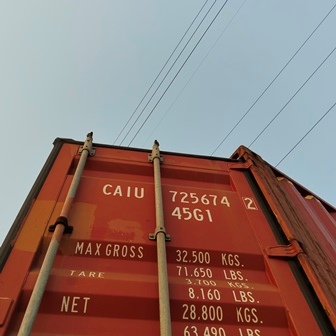 CAIU 725674 2
45G1
MAX GROSS 32.500 KGS.
71.650 LBS.
TARE 3.700 KGS.
8.160 LBS.
NET 28.800 KGS.
63.490 LBS